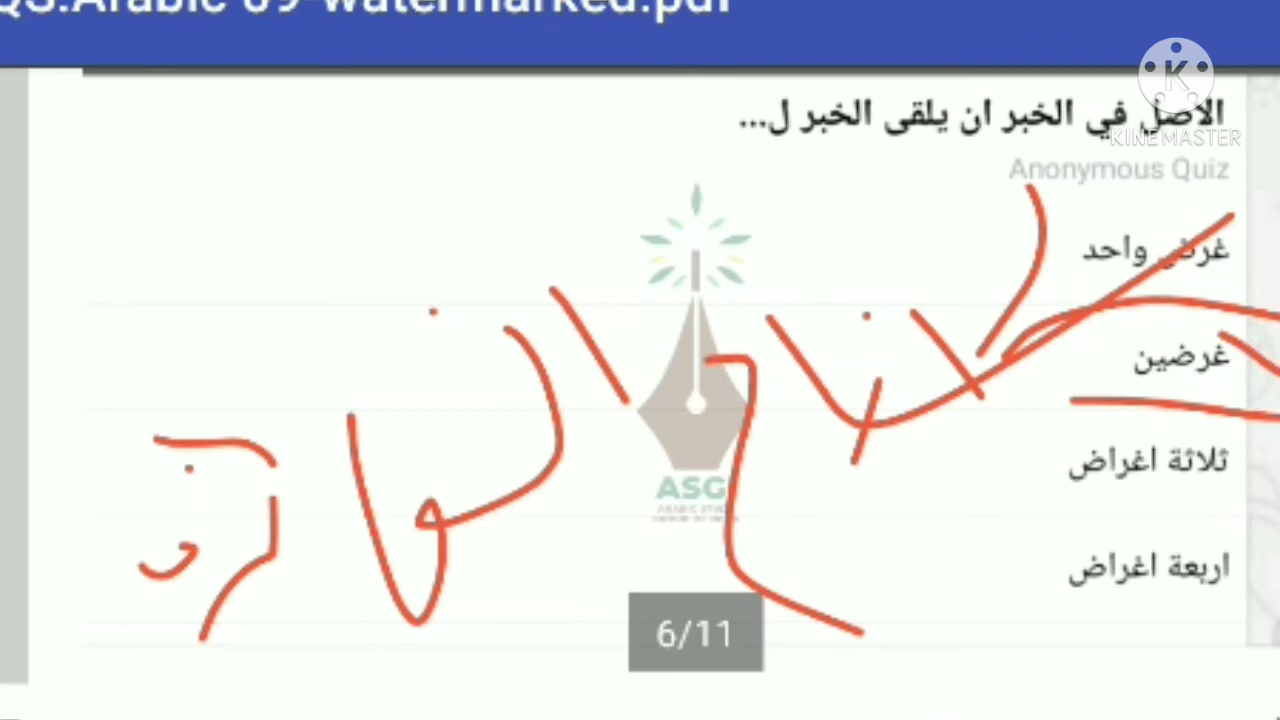 QS.Arabic 09-watermarked.pdf
K
KINEMASTER
الاصل في الخبر ان يلقى الخبر ل...
Anonymous Quiz
غرض واحد
غرضين
ثلاثة اغراض
اربعة اغراض
ASG
6/11